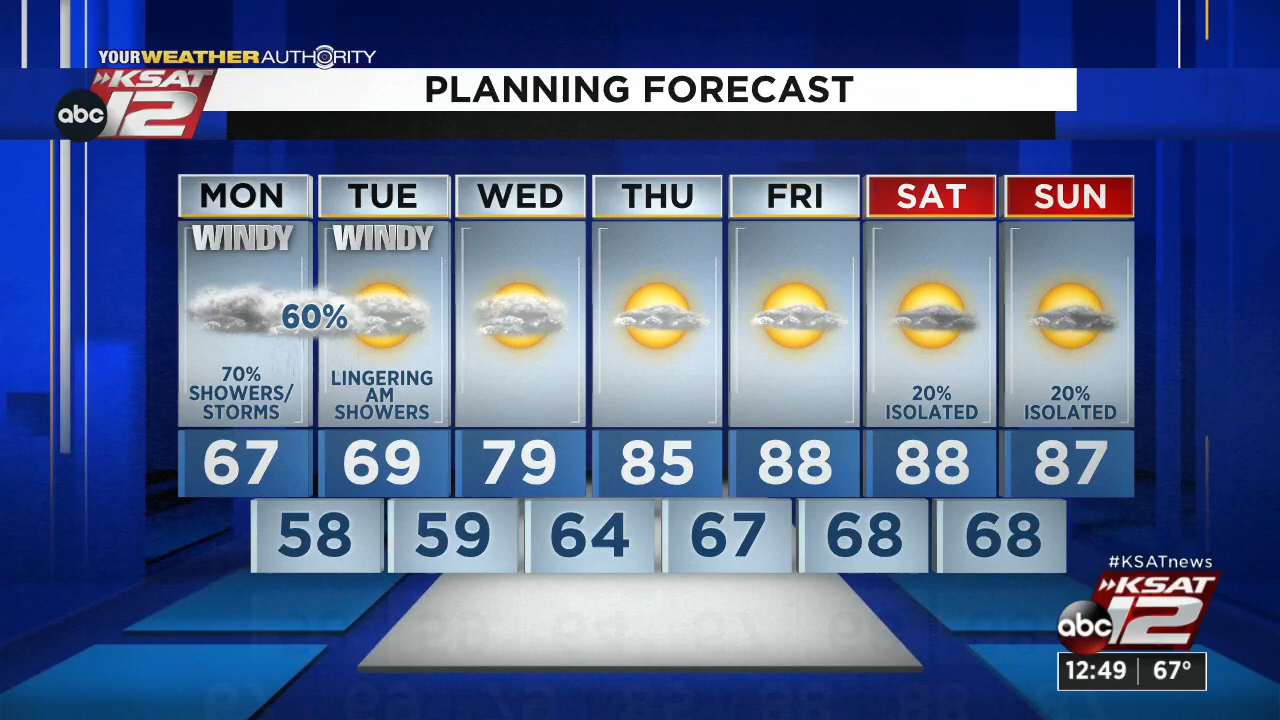 YOUR WEATHER AUTHORITY
KSAT
abc 12
PLANNING FORECAST
MON TUE WED THU FRI SAT SUN
WINDY WINDY
60%
70%
SHOWERS/
STORMS
LINGERING
AM
SHOWERS
20%
ISOLATED
20%
ISOLATED
67 69 79 85 88 88 87
58 59 64 67 68 68
#KSATnews
KSAT
abc 12
12:49 67°